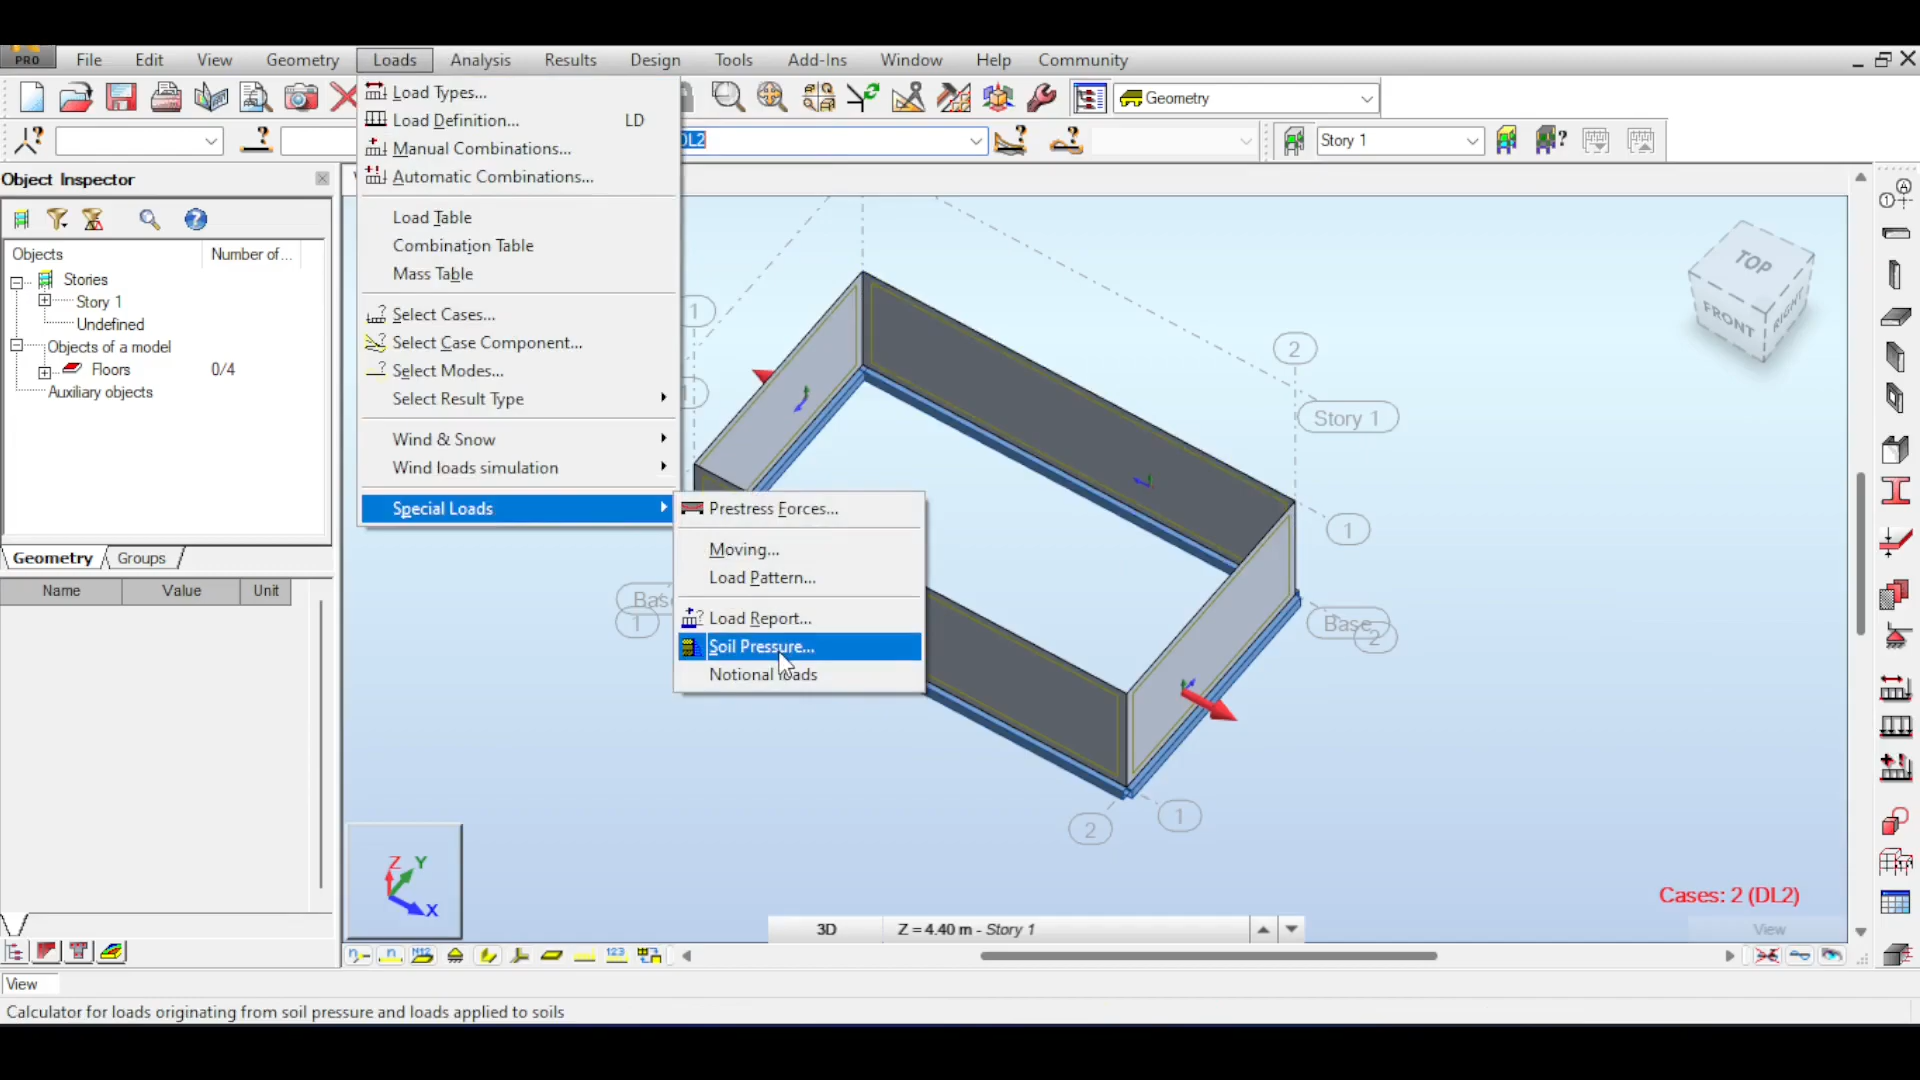 PRO File Edit View Geometry Loads Analysis Results Design Tools Add-Ins Window Help Community
Geometry
DL2
Story 1
Object Inspector
Objects Number of...
Stories
Story 1
Undefined
Objects of a model
Floors 0/4
Auxiliary objects
Geometry Groups
Name Value Unit
Load Types...
Load Definition... LD
Manual Combinations...
Automatic Combinations...
Load Table
Combination Table
Mass Table
Select Cases...
Select Case Component...
Select Modes...
Select Result Type
Wind & Snow
Wind loads simulation
Special Loads
Prestress Forces...
Moving...
Load Pattern...
Load Report...
Soil Pressure...
Notional loads
TOP
FRONT
RIGHT
1
2
1
Story 1
1
Base
1
Base
2
2
1
Z Y
X
Cases: 2 (DL2)
3D Z = 4.40 m - Story 1
View
View
Calculator for loads originating from soil pressure and loads applied to soils